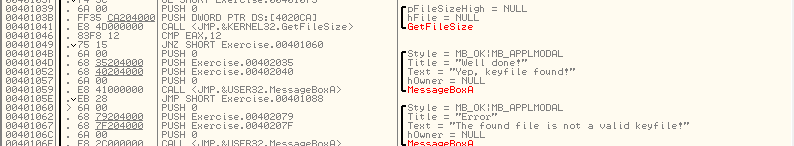 00401039 . 6A 00 PUSH 0 pFileSizeHigh = NULL
0040103B . FF35 CA204000 PUSH DWORD PTR DS:[4020CA] hFile = NULL
00401041 . E8 4D000000 CALL <JMP.&KERNEL32.GetFileSize> GetFileSize
00401046 . 83F8 12 CMP EAX,12
00401049 . 75 15 JNZ SHORT Exercise.00401060
0040104B . 6A 00 PUSH 0 Style = MB_OK|MB_APPLMODAL
0040104D . 68 35204000 PUSH Exercise.00402035 Title = "Well done!"
00401052 . 68 40204000 PUSH Exercise.00402040 Text = "Yep, keyfile found!"
00401057 . 6A 00 PUSH 0 hOwner = NULL
00401059 . E8 41000000 CALL <JMP.&USER32.MessageBoxA> MessageBoxA
0040105E . EB 28 JMP SHORT Exercise.00401088
00401060 > 6A 00 PUSH 0 Style = MB_OK|MB_APPLMODAL
00401062 . 68 79204000 PUSH Exercise.00402079 Title = "Error"
00401067 . 68 7F204000 PUSH Exercise.0040207F Text = "The found file is not a valid keyfile!"
0040106C . 6A 00 PUSH 0 hOwner = NULL
0040106E . E8 2C000000 CALL <JMP.&USER32.MessageBoxA> MessageBoxA